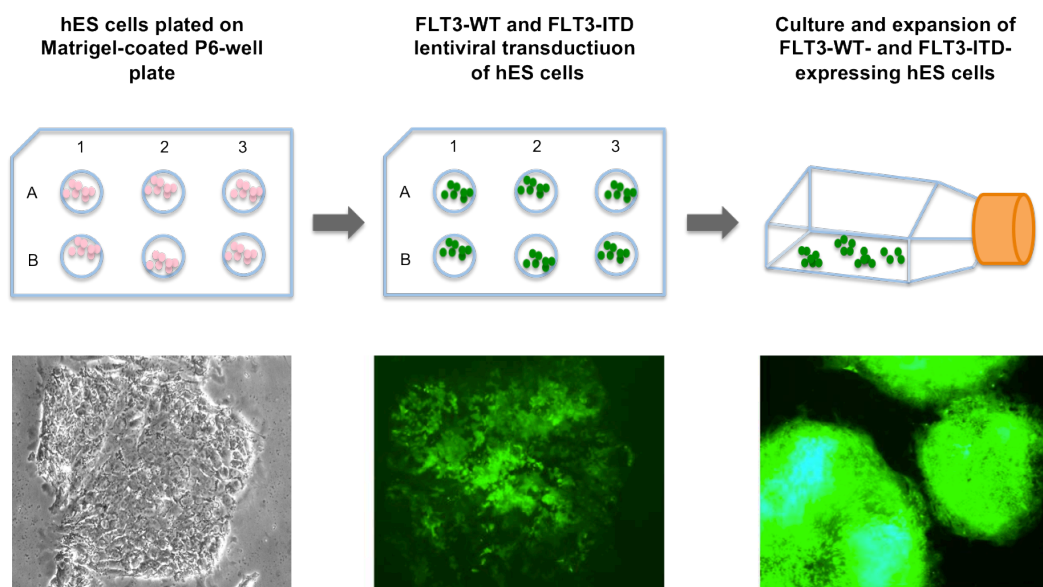 hES cells plated on
Matrigel-coated P6-well
plate
FLT3-WT and FLT3-ITD
lentiviral transductiuon
of hES cells
Culture and expansion of
FLT3-WT- and FLT3-ITD-
expressing hES cells
1 2 3
A
B
1 2 3
A
B